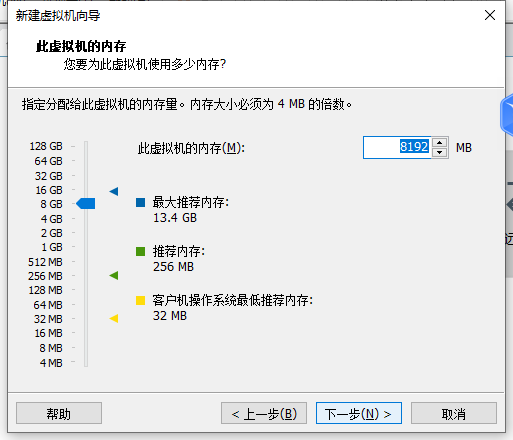 新建虚拟机向导
此虚拟机的内存
您要为此虚拟机使用多少内存?
指定分配给此虚拟机的内存量。内存大小必须为 4 MB 的倍数。
此虚拟机的内存(M): 8192 MB
128 GB
64 GB
32 GB
16 GB
8 GB
4 GB
2 GB
1 GB
512 MB
256 MB
128 MB
64 MB
32 MB
16 MB
8 MB
4 MB
最大推荐内存:
13.4 GB
推荐内存:
256 MB
客户机操作系统最低推荐内存:
32 MB
帮助
< 上一步(B)
下一步(N) >
取消